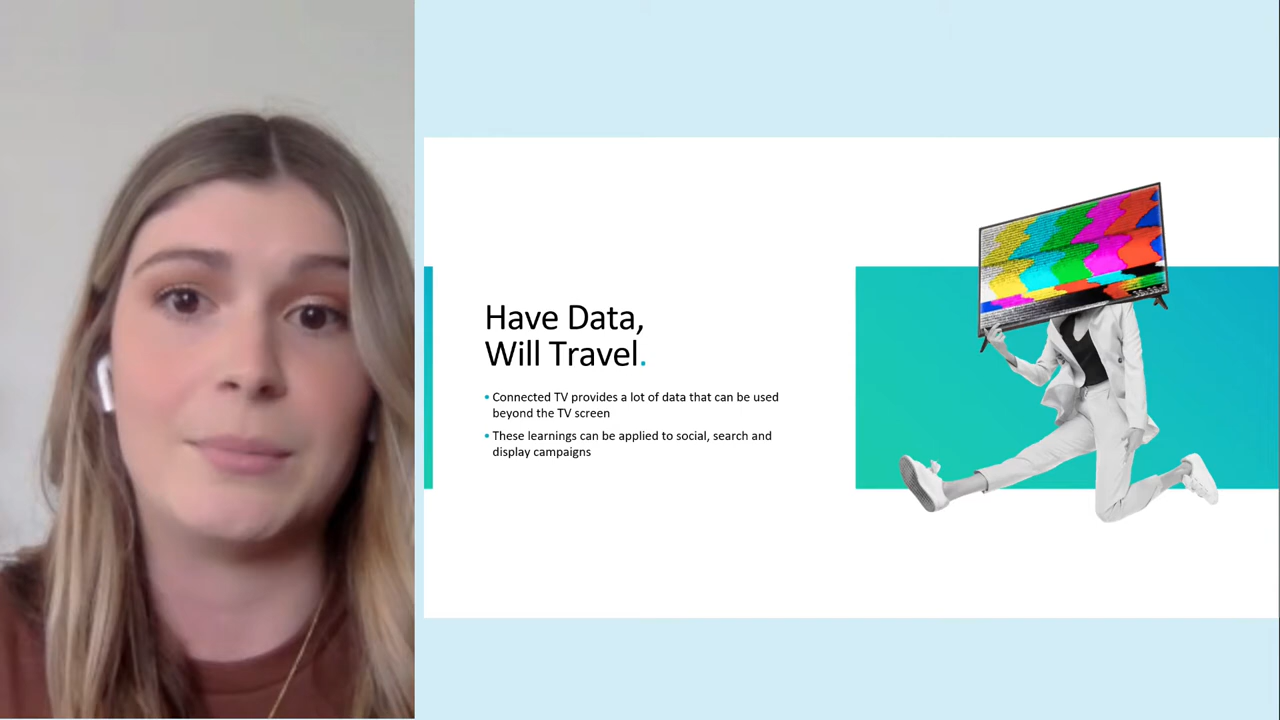 Have Data,
Will Travel.
• Connected TV provides a lot of data that can be used
beyond the TV screen
• These learnings can be applied to social, search and
display campaigns